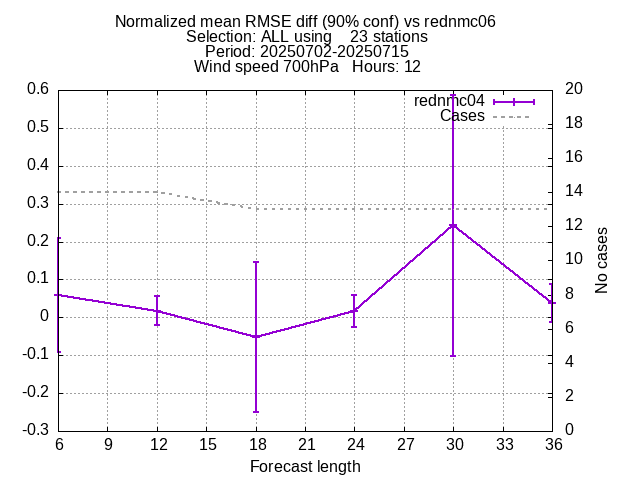 Normalized mean RMSE diff (90% conf) vs rednmc06
Selection: ALL using    23 stations
Period: 20250702-20250715
Wind speed 700hPa   Hours: 12
rednmc04
Cases
0.6
0.5
0.4
0.3
0.2
0.1
0
-0.1
-0.2
-0.3
20
18
16
14
12
10
8
6
4
2
0
No cases
6 9 12 15 18 21 24 27 30 33 36
Forecast length